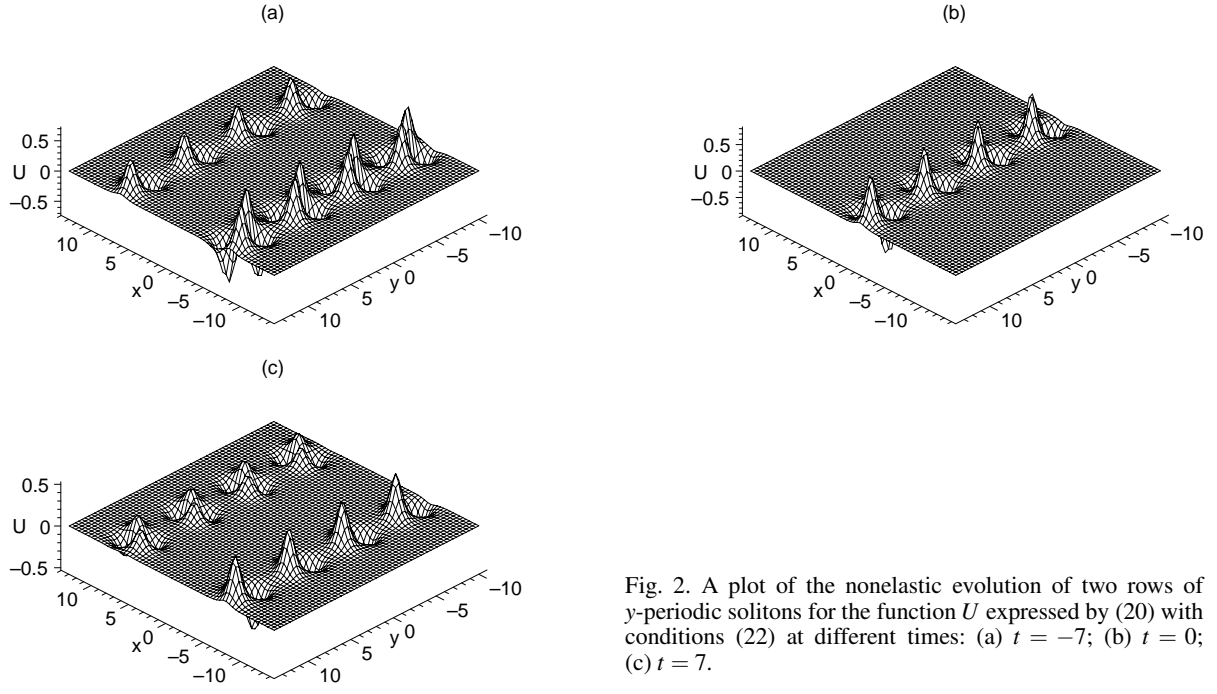 (a)
0.5
U 0
–0.5
10
5
x 0
–5
–10
10
5
y 0
–5
–10
(b)
0.5
U 0
–0.5
10
5
x 0
–5
–10
10
5
y 0
–5
–10
(c)
0.5
U 0
–0.5
10
5
x 0
–5
–10
10
5
y 0
–5
–10
Fig. 2. A plot of the nonelastic evolution of two rows of
y-periodic solitons for the function U expressed by (20) with
conditions (22) at different times: (a) t = −7; (b) t = 0;
(c) t = 7.